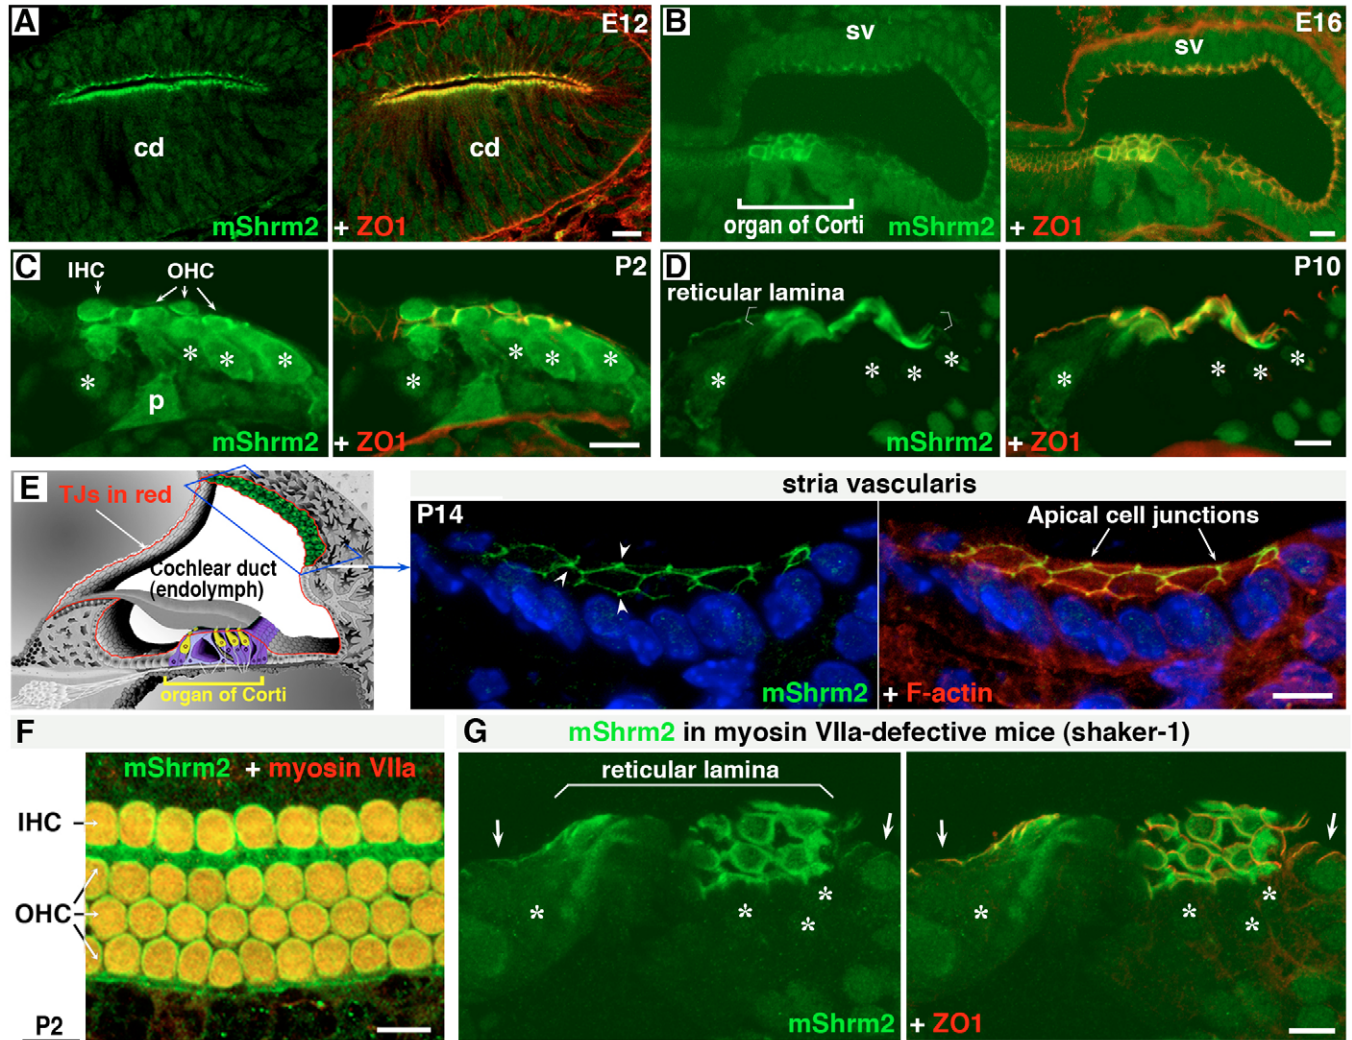 A
E12
cd
cd
mShrm2
+ ZO1
B
E16
sv
sv
organ of Corti
mShrm2
+ ZO1
C
IHC
OHC
P2
*
*
*
*
*
*
*
*
p
mShrm2
+ ZO1
D
P10
reticular lamina
*
*
*
*
*
*
*
*
mShrm2
+ ZO1
E
TJs in red
Cochlear duct
(endolymph)
organ of Corti
stria vascularis
P14
Apical cell junctions
mShrm2
+ F-actin
F
mShrm2 + myosin VIIa
IHC
OHC
P2
G
mShrm2 in myosin VIIa-defective mice (shaker-1)
reticular lamina
*
*
*
*
*
*
*
*
mShrm2
+ ZO1